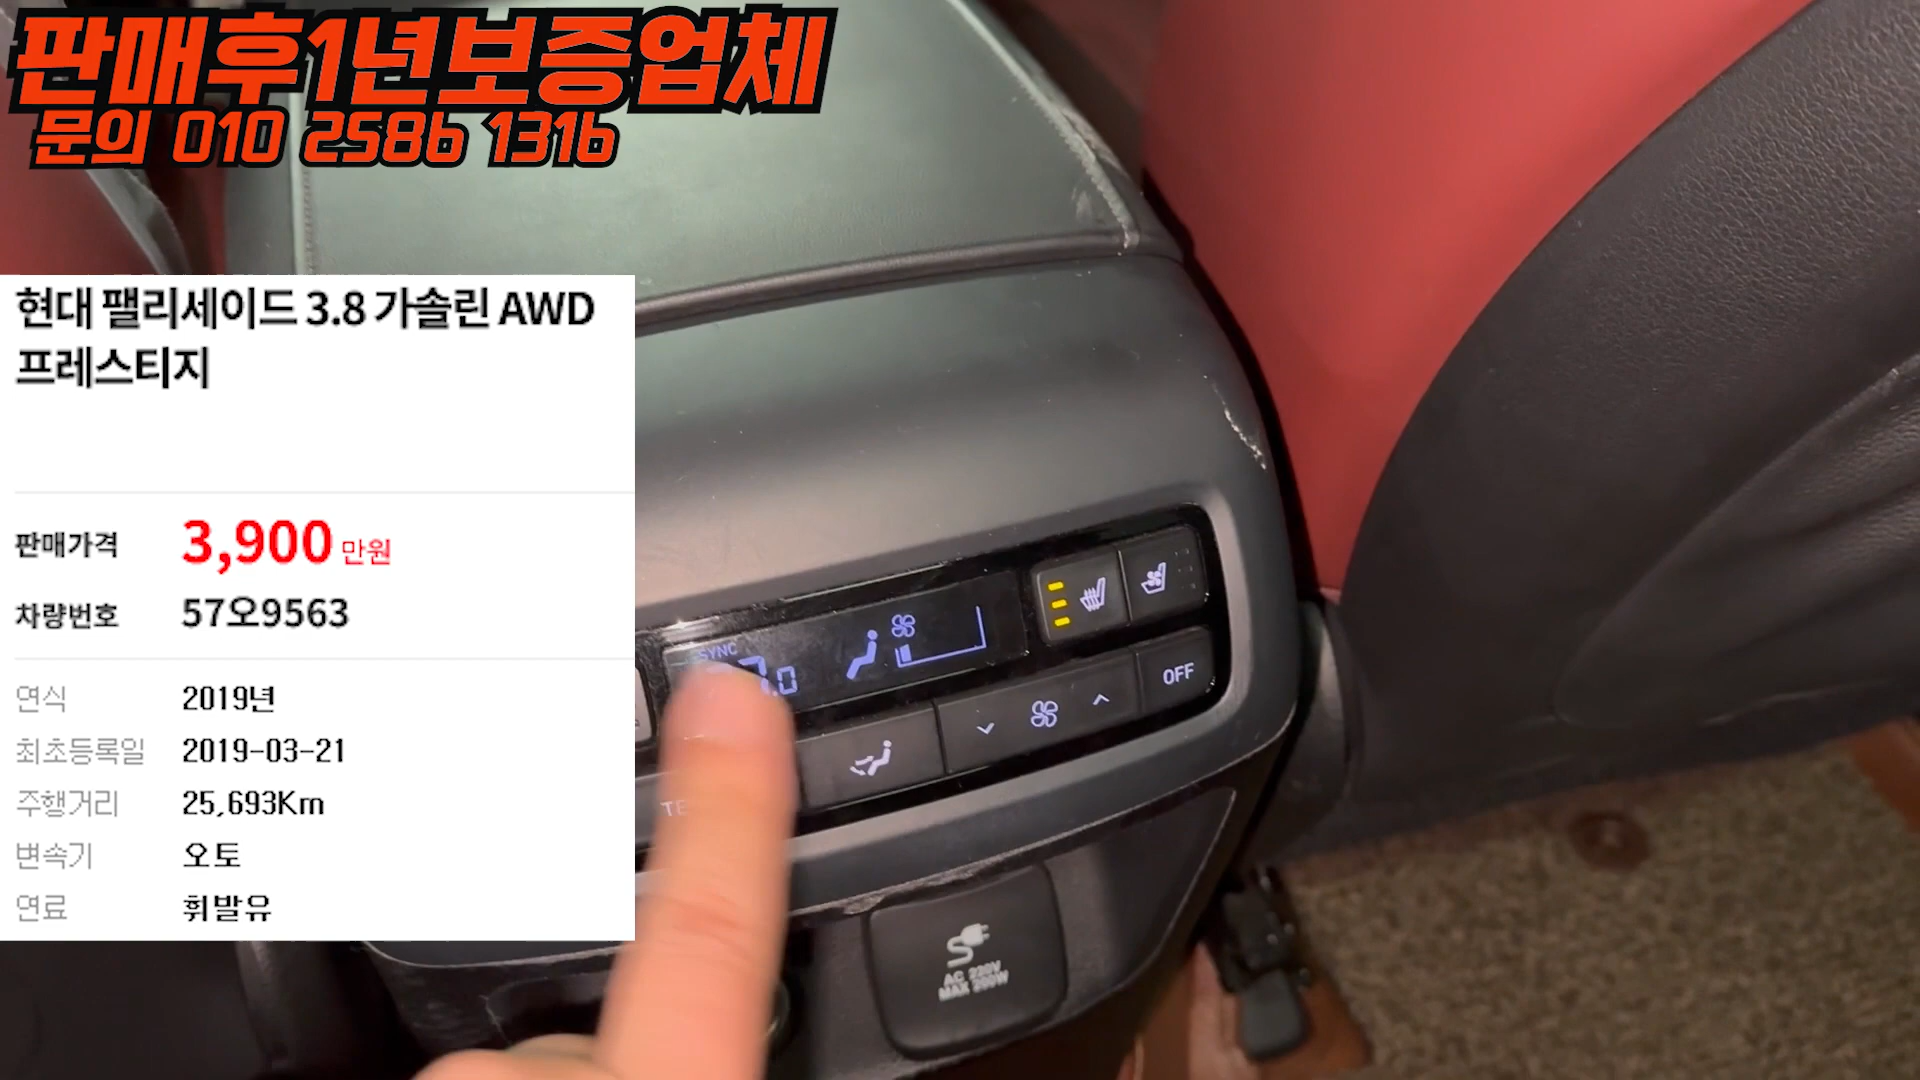 판매후1년보증업체
문의 010 2586 1316
현대 팰리세이드 3.8 가솔린 AWD
프레스티지
판매가격 3,900 만원
차량번호 57오9563
연식 2019년
최초등록일 2019-03-21
주행거리 25,693Km
변속기 오토
연료 휘발유
SYNC
.0
OFF
AC 220V
MAX 200W